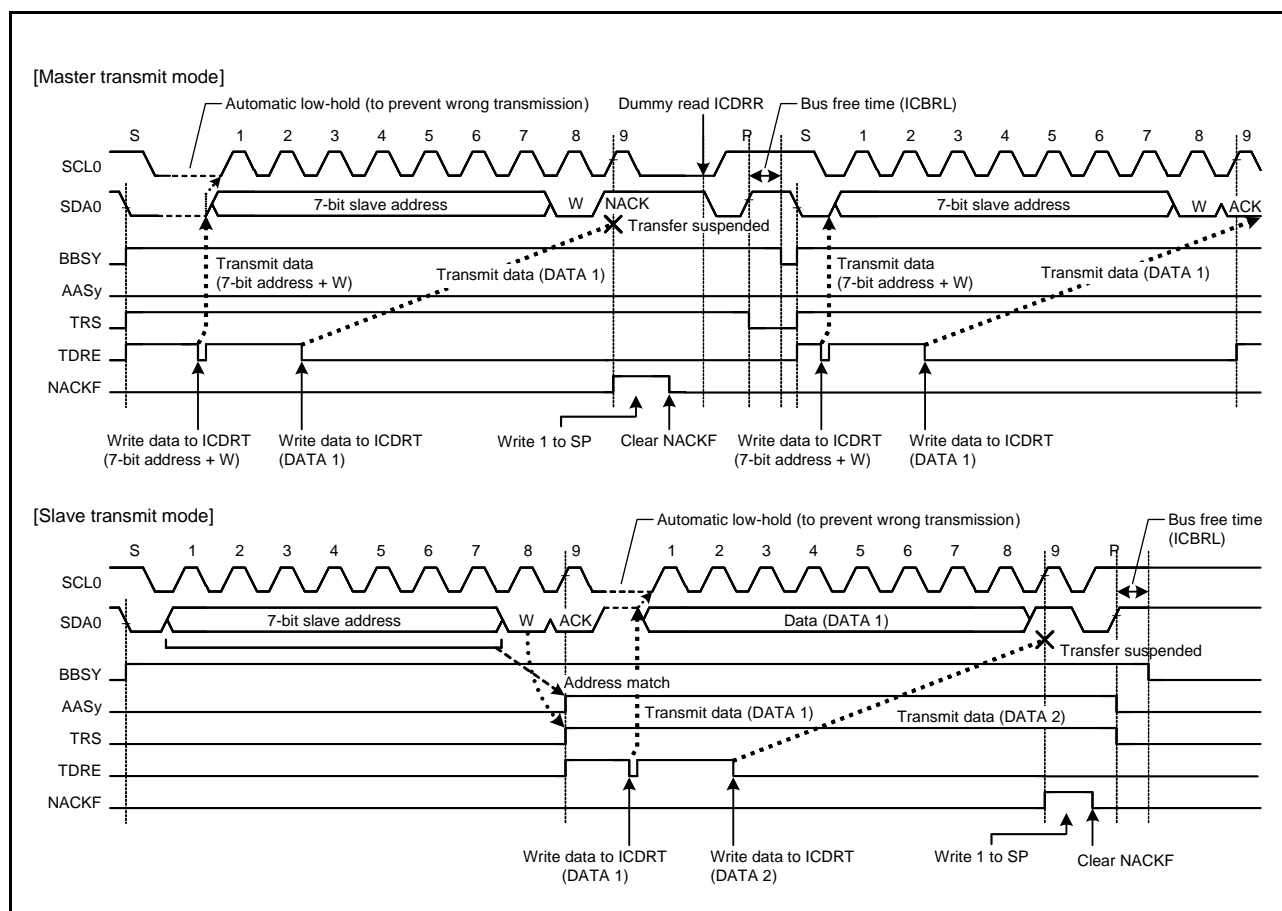 [Master transmit mode]
Automatic low-hold (to prevent wrong transmission)
Dummy read ICDRR
Bus free time (ICBRL)
S 1 2 3 4 5 6 7 8 9 P S 1 2 3 4 5 6 7 8 9
SCL0
SDA0 7-bit slave address W NACK 7-bit slave address W ACK
Transfer suspended
BBSY
Transmit data
(7-bit address + W)
Transmit data (DATA 1)
Transmit data
(7-bit address + W)
Transmit data (DATA 1)
AASy
TRS
TDRE
NACKF
Write data to ICDRT
(7-bit address + W)
Write data to ICDRT
(DATA 1)
Write 1 to SP
Clear NACKF
Write data to ICDRT
(7-bit address + W)
Write data to ICDRT
(DATA 1)
[Slave transmit mode]
Automatic low-hold (to prevent wrong transmission)
Bus free time
(ICBRL)
S 1 2 3 4 5 6 7 8 9 1 2 3 4 5 6 7 8 9 P
SCL0
SDA0 7-bit slave address W ACK Data (DATA 1)
Transfer suspended
BBSY
Address match
AASy
Transmit data (DATA 1)
Transmit data (DATA 2)
TRS
TDRE
NACKF
Write data to ICDRT
(DATA 1)
Write data to ICDRT
(DATA 2)
Write 1 to SP
Clear NACKF